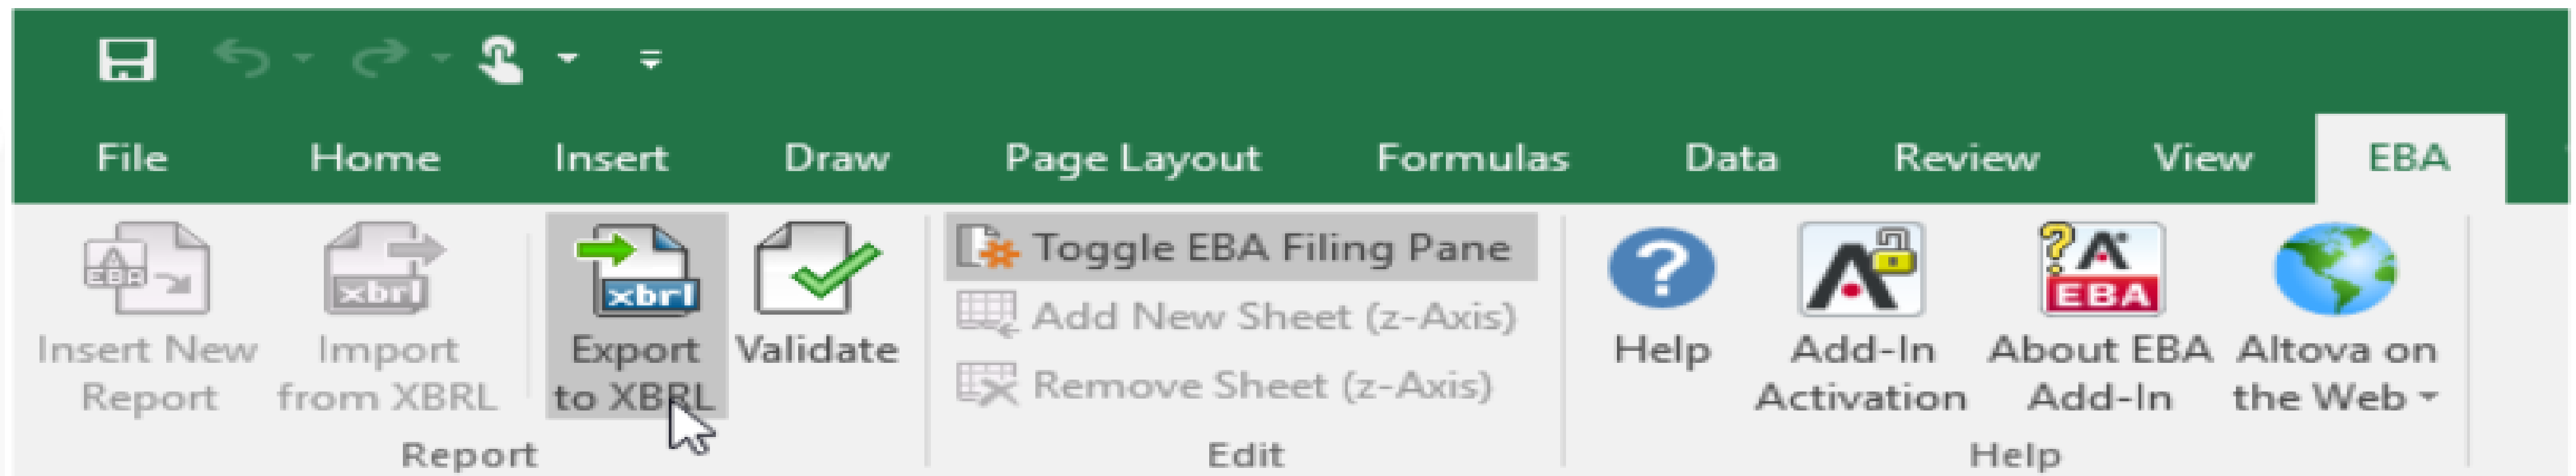 File Home Insert Draw Page Layout Formulas Data Review View EBA
A EBA
xbrl
xbrl
Insert New Report
Import from XBRL
Export to XBRL
Validate
Report
Toggle EBA Filing Pane
Add New Sheet (z-Axis)
Remove Sheet (z-Axis)
Edit
?
Help
A
Add-In Activation
? A EBA
About EBA Add-In
Altova on the Web
Help